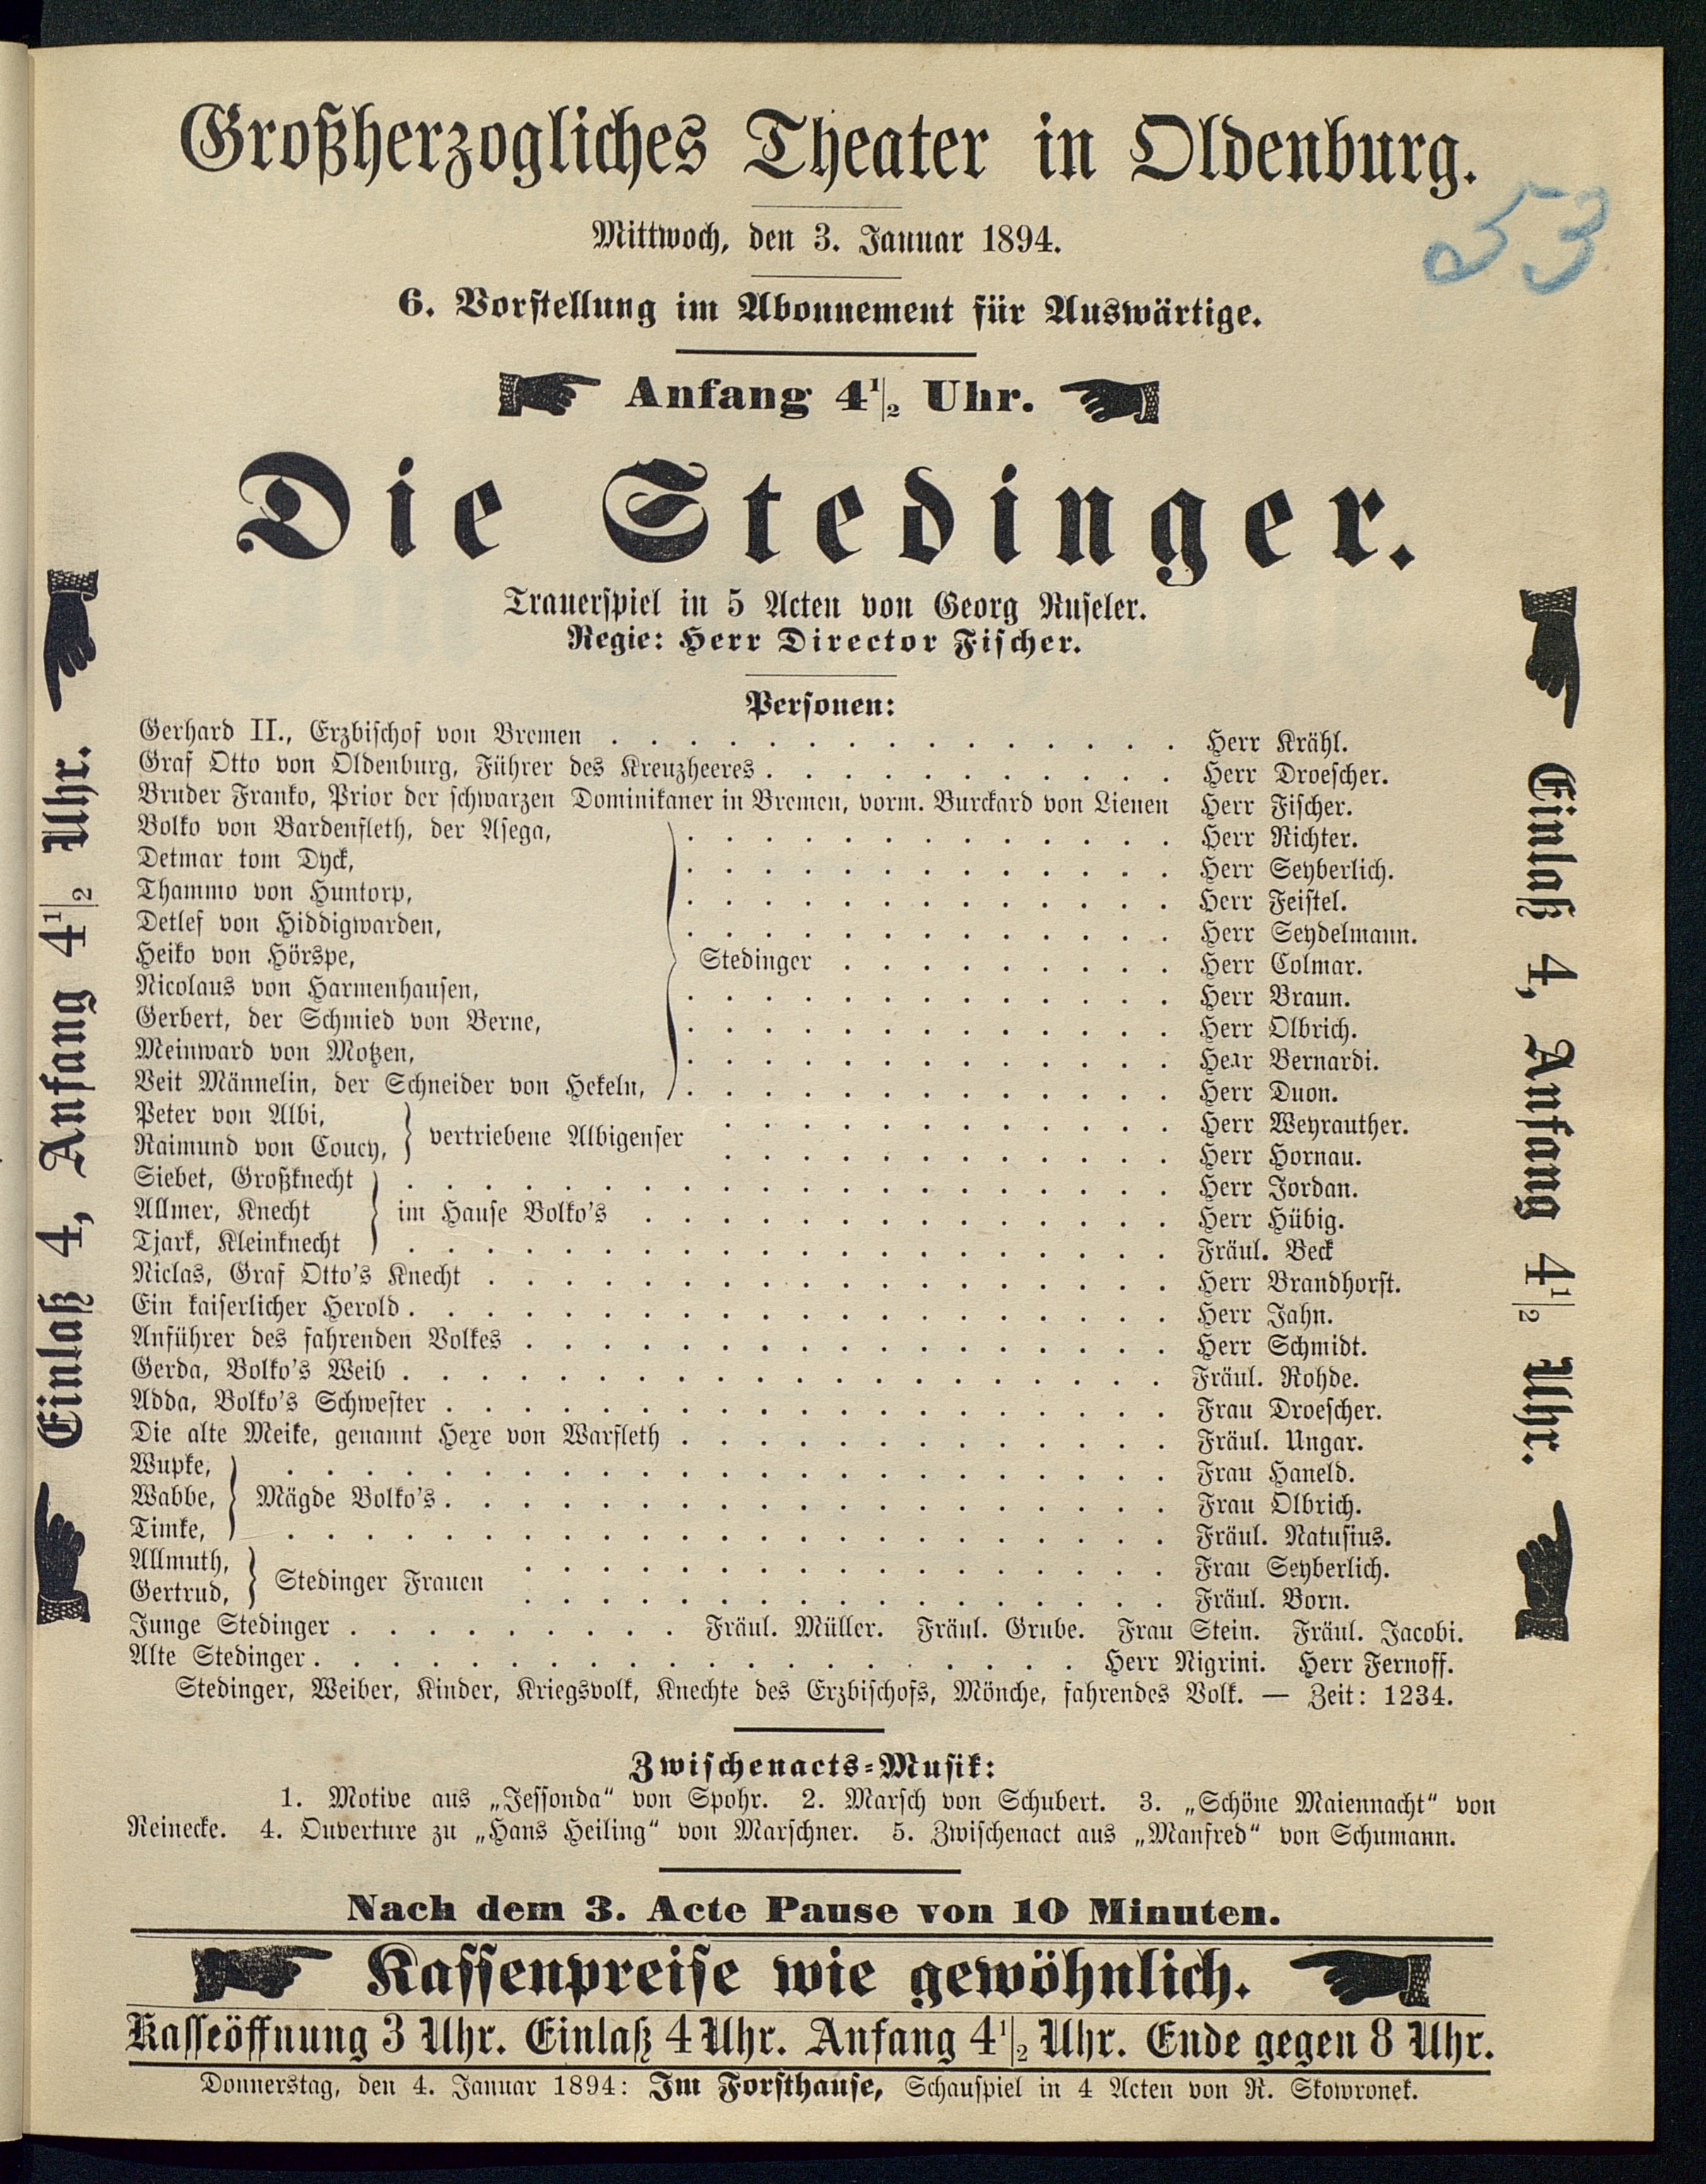 Großherzogliches Theater in Oldenburg.
53
Mittwoch, den 3. Januar 1894.
6. Vorstellung im Abonnement für Auswärtige.
Anfang 4½ Uhr.
Die Stedinger.
Trauerspiel in 5 Acten von Georg Ruseler.
Regie: Herr Director Fischer.
Personen:
Gerhard II., Erzbischof von Bremen . . . . . . . . . . . . . . . Herr Krähl.
Graf Otto von Oldenburg, Führer des Kreuzheeres . . . . . . . . . . . Herr Droescher.
Bruder Franko, Prior der schwarzen Dominikaner in Bremen, vorm. Burckard von Lienen Herr Fischer.
Bolko von Bardenfleth, der Asega, . . . . . . . . . . . . . Herr Richter.
Detmar tom Dyck, . . . . . . . . . . . . . Herr Seyberlich.
Thammo von Huntorp, . . . . . . . . . . . . . Herr Feistel.
Detlef von Hiddigwarden, . . . . . . . . . . . . . Herr Seydelmann.
Heiko von Hörspe, Stedinger . . . . . . . . . Herr Colmar.
Nicolaus von Harmenhausen, . . . . . . . . . . . . . Herr Braun.
Gerbert, der Schmied von Berne, . . . . . . . . . . . . . Herr Olbrich.
Meinward von Motzen, . . . . . . . . . . . . . Herr Bernardi.
Veit Männelin, der Schneider von Hekeln, . . . . . . . . . . . . . Herr Duon.
Peter von Albi, . . . . . . . . . . . . Herr Weyrauther.
vertriebene Albigenser
Raimund von Coucy, . . . . . . . . . . . . Herr Hornau.
Siebet, Großknecht . . . . . . . . . . . . . . . . . . . . Herr Jordan.
Allmer, Knecht im Hause Bolko's . . . . . . . . . . . . . . Herr Hübig.
Tjark, Kleinknecht . . . . . . . . . . . . . . . . . . . . Fräul. Beck
Niclas, Graf Otto's Knecht . . . . . . . . . . . . . . . . . . Herr Brandhorst.
Ein kaiserlicher Herold . . . . . . . . . . . . . . . . . . . . Herr Jahn.
Anführer des fahrenden Volkes . . . . . . . . . . . . . . . . . Herr Schmidt.
Gerda, Bolko's Weib . . . . . . . . . . . . . . . . . . . . Fräul. Rohde.
Adda, Bolko's Schwester . . . . . . . . . . . . . . . . . . . Frau Droescher.
Die alte Meike, genannt Hexe von Warfleth . . . . . . . . . . . . . Fräul. Ungar.
Wupke, . . . . . . . . . . . . . . . . . . . . . . . Frau Haneld.
Wabbe, Mägde Bolko's . . . . . . . . . . . . . . . . . . . Frau Olbrich.
Timke, . . . . . . . . . . . . . . . . . . . . . . . Fräul. Natusius.
Allmuth, . . . . . . . . . . . . . . . . . Frau Seyberlich.
Stedinger Frauen
Gertrud, . . . . . . . . . . . . . . . . . Fräul. Born.
Junge Stedinger . . . . . . . . . Fräul. Müller. Fräul. Grube. Frau Stein. Fräul. Jacobi.
Alte Stedinger . . . . . . . . . . . . . . . . . . . . Herr Nigrini. Herr Fernoff.
Stedinger, Weiber, Kinder, Kriegsvolk, Knechte des Erzbischofs, Mönche, fahrendes Volk. — Zeit: 1234.
Zwischenacts-Musik:
1. Motive aus „Jessonda“ von Spohr. 2. Marsch von Schubert. 3. „Schöne Maiennacht“ von
Reinecke. 4. Ouverture zu „Hans Heiling“ von Marschner. 5. Zwischenact aus „Manfred“ von Schumann.
Nach dem 3. Acte Pause von 10 Minuten.
Kassenpreise wie gewöhnlich.
Kasseöffnung 3 Uhr. Einlaß 4 Uhr. Anfang 4½ Uhr. Ende gegen 8 Uhr.
Donnerstag, den 4. Januar 1894: Im Forsthause, Schauspiel in 4 Acten von R. Skowronek.
Einlaß 4, Anfang 4½ Uhr.
Einlaß 4, Anfang 4½ Uhr.